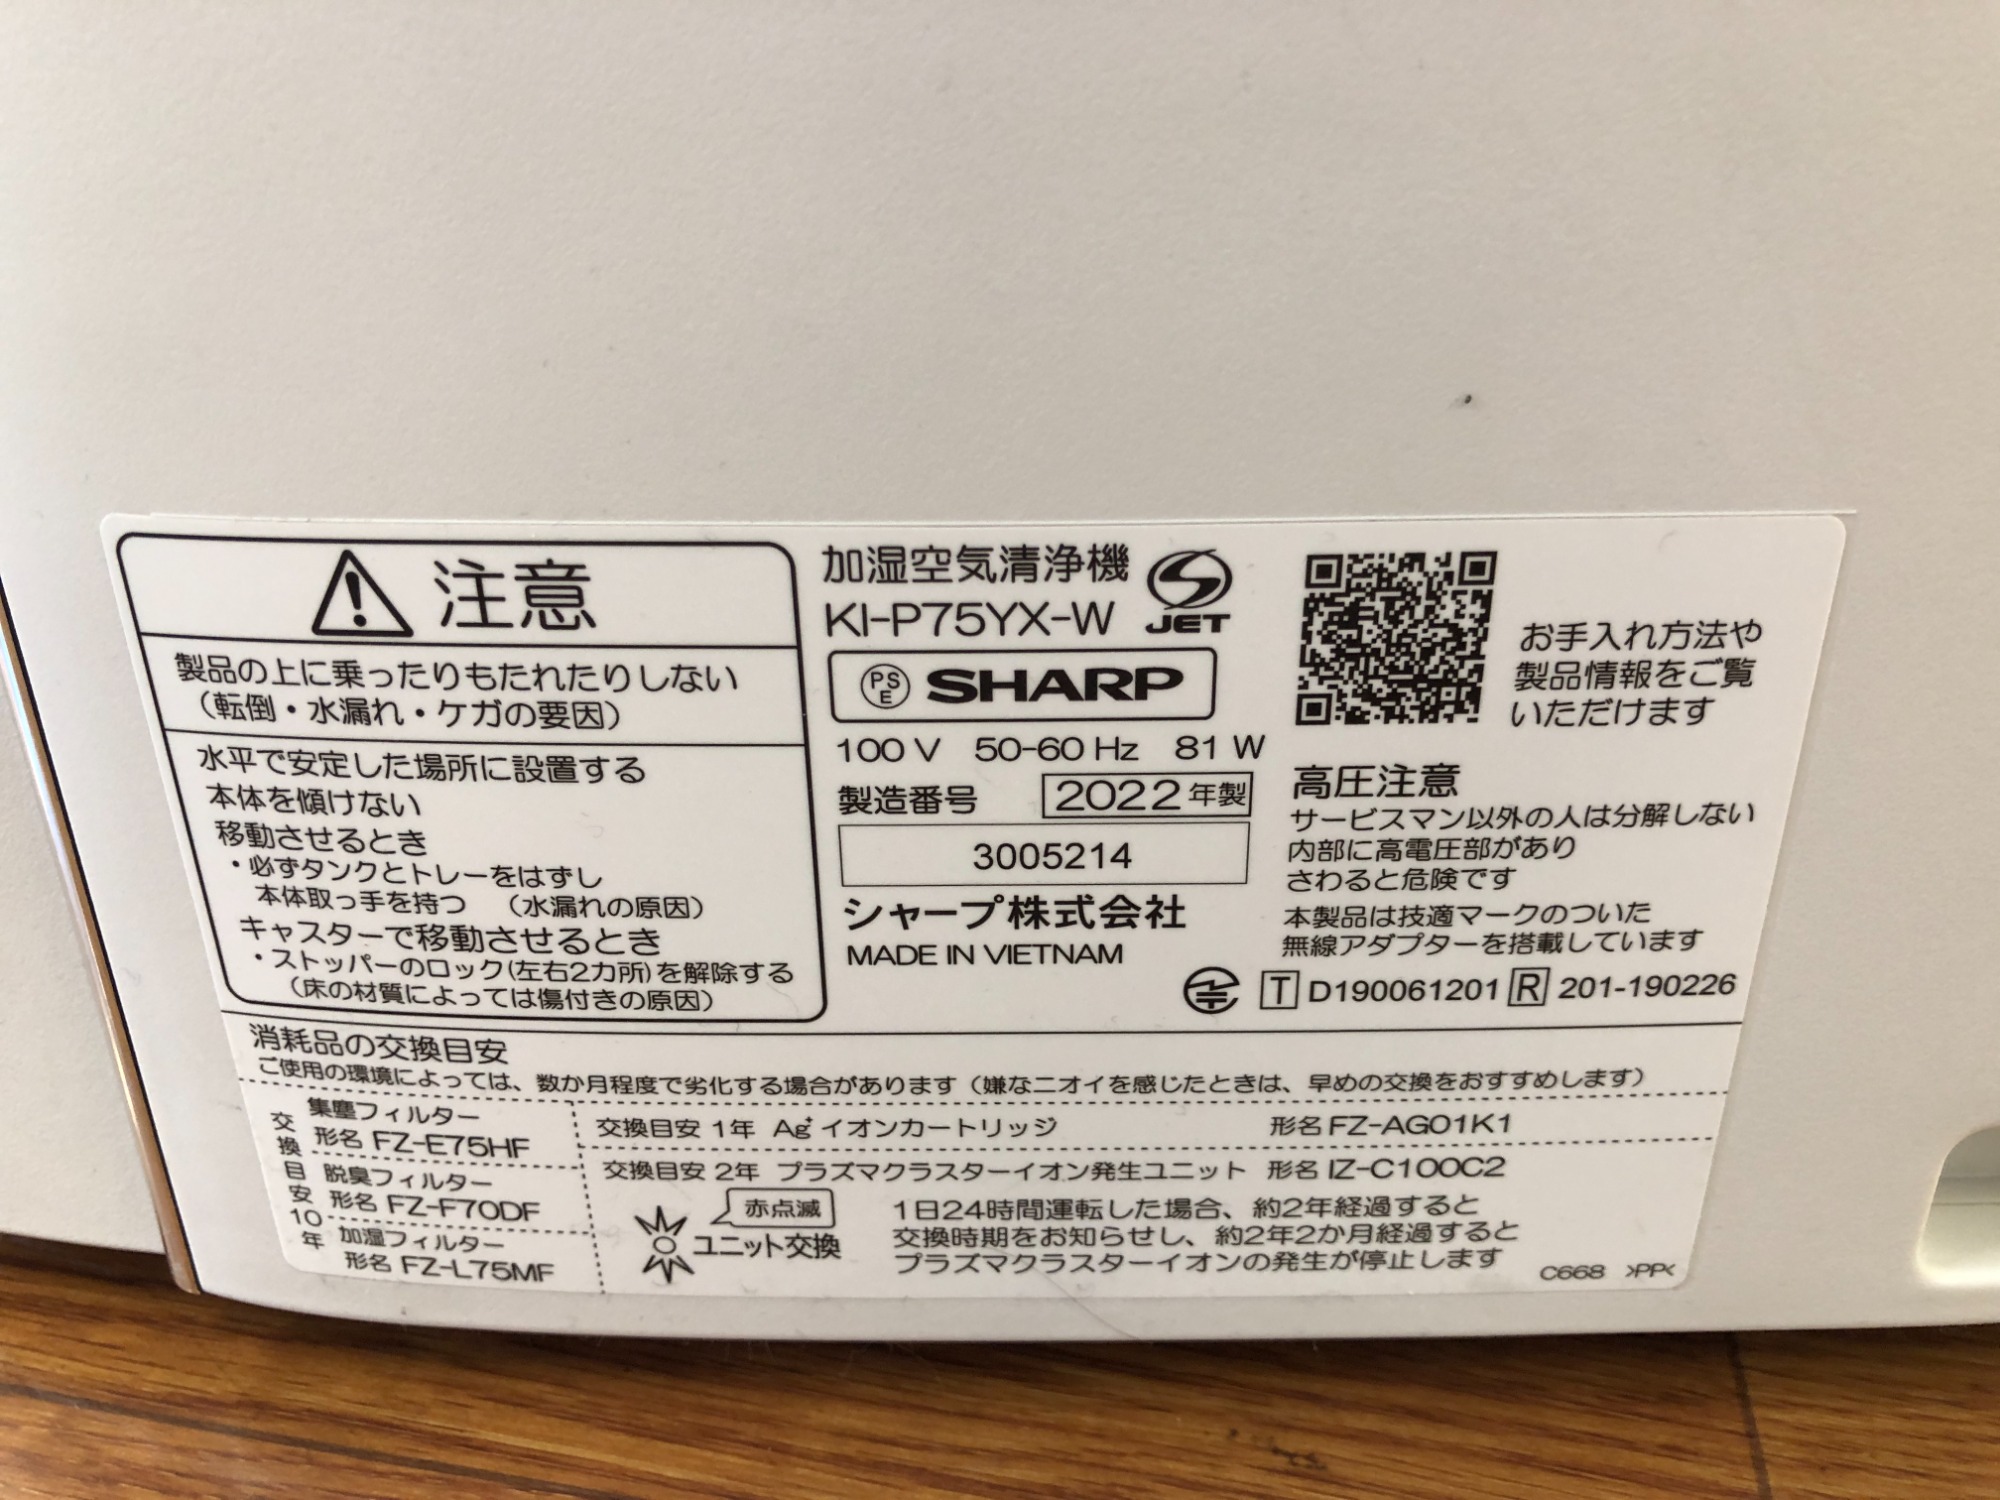 注意
製品の上に乗ったりもたれたりしない
(転倒・水漏れ・ケガの要因)
水平で安定した場所に設置する
本体を傾けない
移動させるとき
・必ずタンクとトレーをはずし
本体取っ手を持つ (水漏れの原因)
キャスターで移動させるとき
・ストッパーのロック(左右2カ所)を解除する
(床の材質によっては傷付きの原因)
加湿空気清浄機
KI-P75YX-W
JET
PS
E
SHARP
100 V 50-60 Hz 81 W
製造番号 2022年製
3005214
シャープ株式会社
MADE IN VIETNAM
お手入れ方法や
製品情報をご覧
いただけます
高圧注意
サービスマン以外の人は分解しない
内部に高電圧部があり
さわると危険です
本製品は技適マークのついた
無線アダプターを搭載しています
T D190061201 R 201-190226
消耗品の交換目安
ご使用の環境によっては、数か月程度で劣化する場合があります(嫌なニオイを感じたときは、早めの交換をおすすめします)
交換目安10年
集塵フィルター
形名 FZ-E75HF
脱臭フィルター
形名 FZ-F70DF
加湿フィルター
形名 FZ-L75MF
交換目安 1年 Ag+イオンカートリッジ 形名 FZ-AG01K1
交換目安 2年 プラズマクラスターイオン発生ユニット 形名 IZ-C100C2
赤点滅
ユニット交換
1日24時間運転した場合、約2年経過すると
交換時期をお知らせし、約2年2か月経過すると
プラズマクラスターイオンの発生が停止します
C668 >PP<